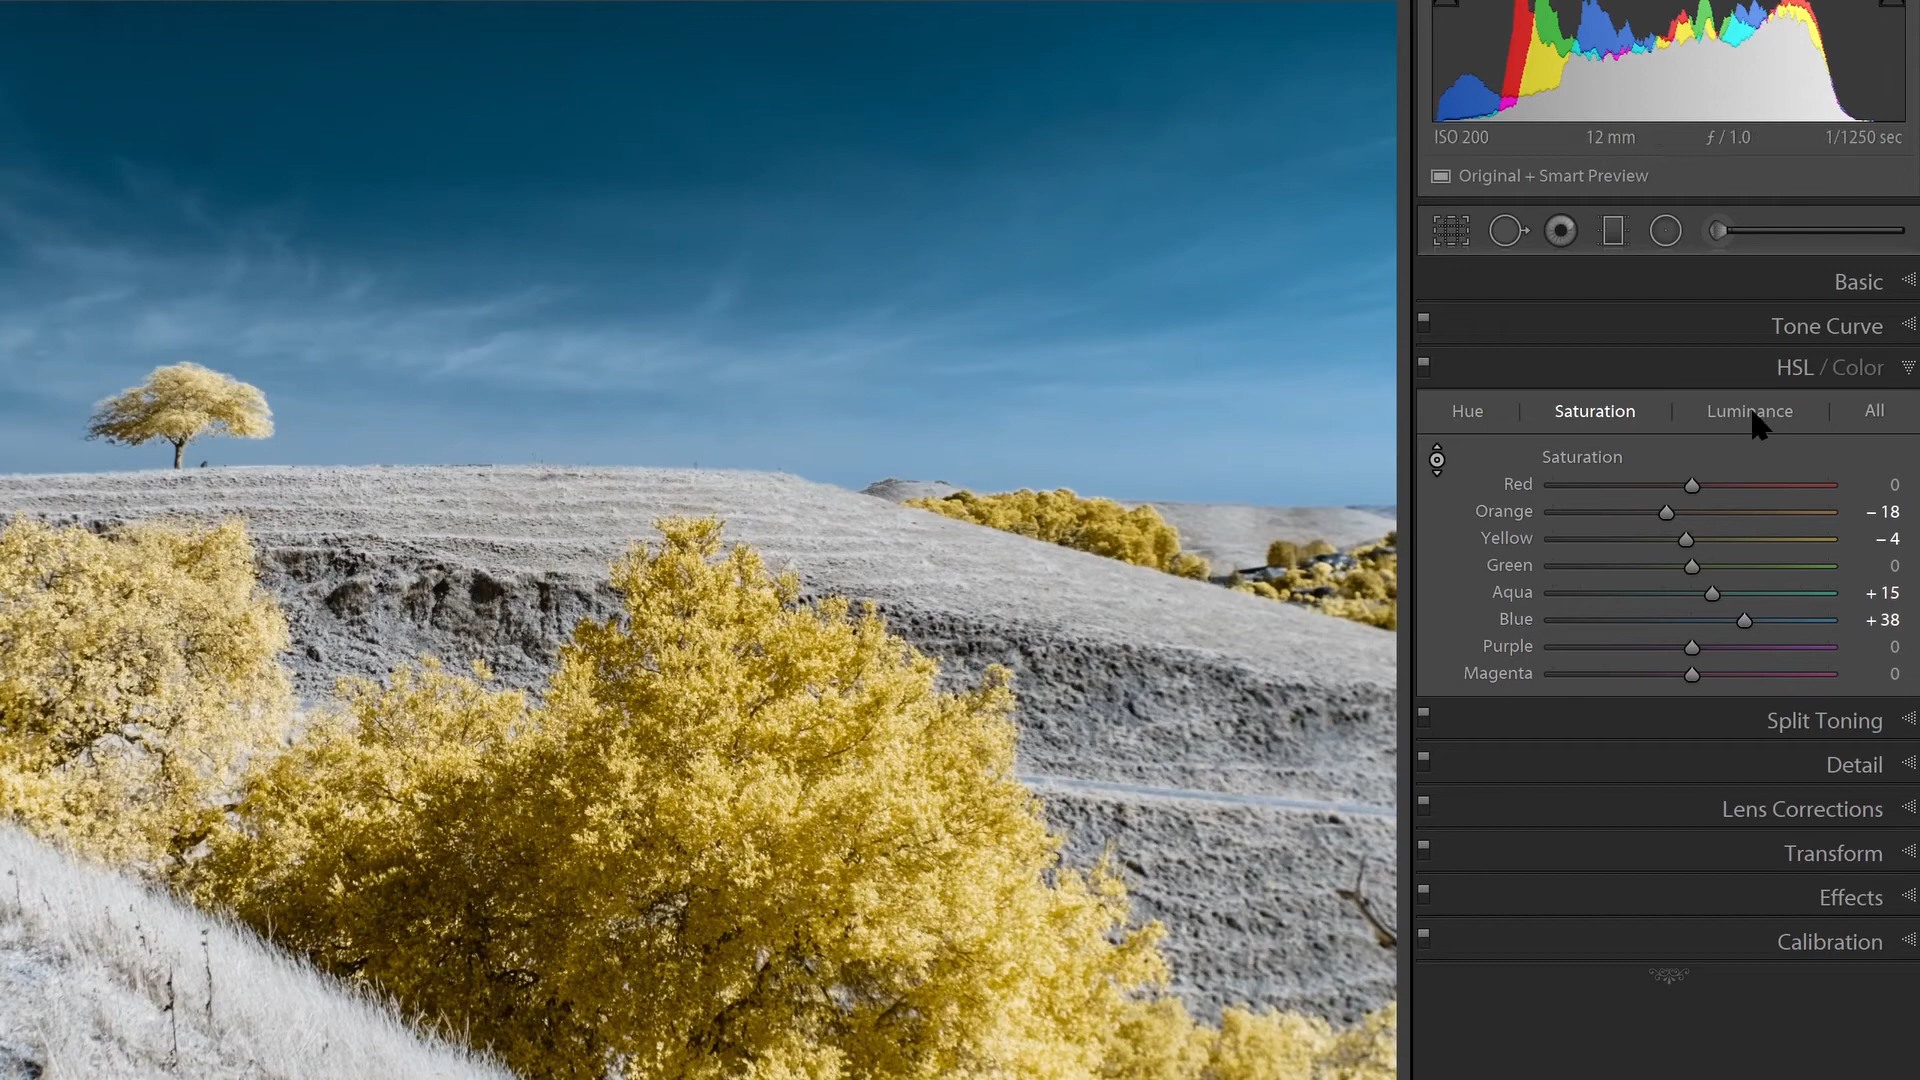 ISO 200 12 mm ƒ / 1.0 1/1250 sec
Original + Smart Preview
Basic
Tone Curve
HSL / Color
Hue Saturation Luminance All
Saturation
Red 0
Orange – 18
Yellow – 4
Green 0
Aqua + 15
Blue + 38
Purple 0
Magenta 0
Split Toning
Detail
Lens Corrections
Transform
Effects
Calibration